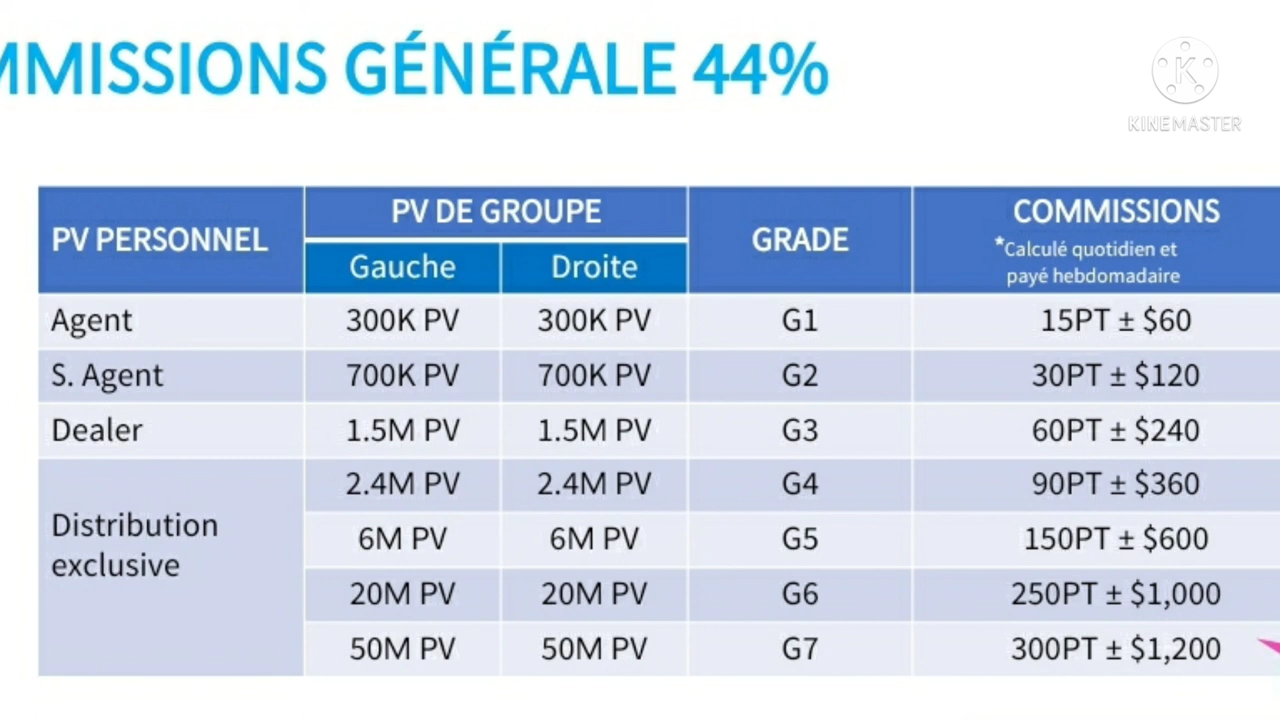 MMISSIONS GÉNÉRALE 44%
KINEMASTER
PV PERSONNEL
PV DE GROUPE
Gauche
Droite
GRADE
COMMISSIONS
*Calculé quotidien et
payé hebdomadaire
Agent 300K PV 300K PV G1 15PT ± $60
S. Agent 700K PV 700K PV G2 30PT ± $120
Dealer 1.5M PV 1.5M PV G3 60PT ± $240
Distribution
exclusive
2.4M PV 2.4M PV G4 90PT ± $360
6M PV 6M PV G5 150PT ± $600
20M PV 20M PV G6 250PT ± $1,000
50M PV 50M PV G7 300PT ± $1,200